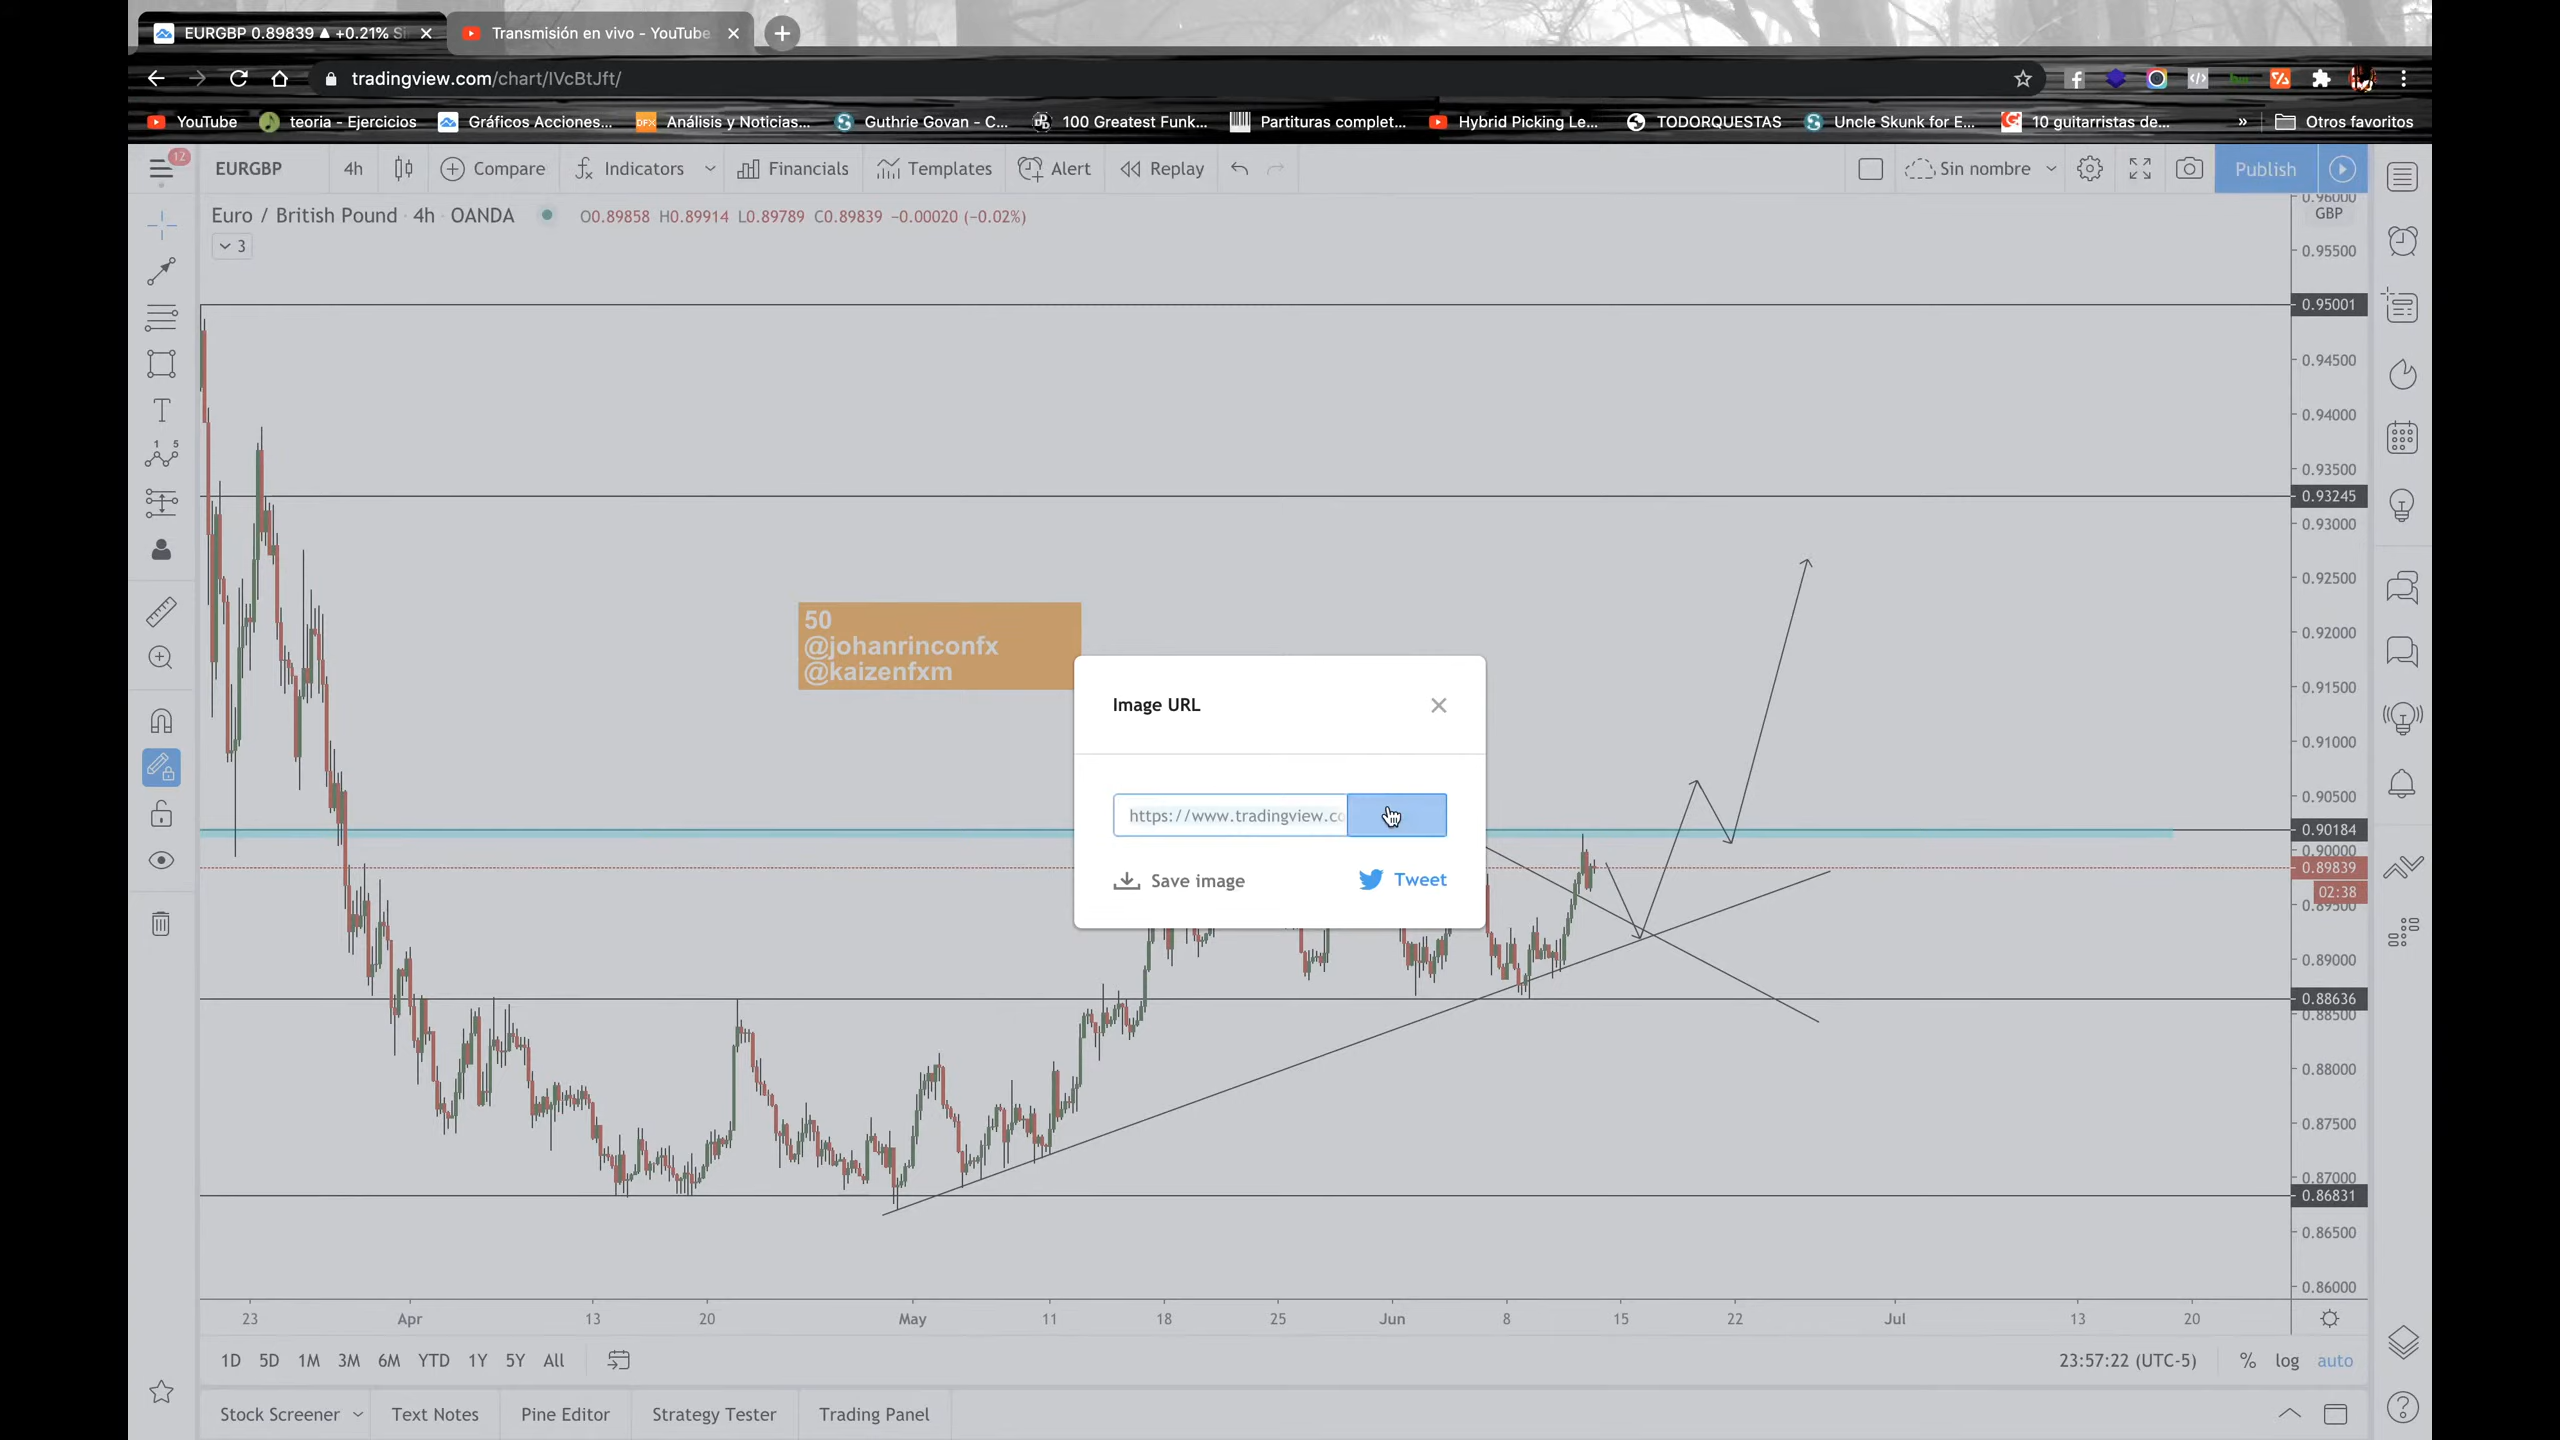 EURGBP 0.89839 ▲ +0.21%
Transmisión en vivo - YouTube
tradingview.com/chart/IVcBtJft/
YouTube
teoria - Ejercicios
Gráficos Acciones...
Análisis y Noticias...
Guthrie Govan - C...
100 Greatest Funk...
Partituras complet...
Hybrid Picking Le...
TODORQUESTAS
Uncle Skunk for E...
10 guitarristas de...
»
Otros favoritos
12
EURGBP
4h
Compare
Indicators
Financials
Templates
Alert
Replay
Sin nombre
Publish
Euro / British Pound · 4h · OANDA
O0.89858 H0.89914 L0.89789 C0.89839 −0.00020 (−0.02%)
3
50
@johanrinconfx
@kaizenfxm
Image URL
https://www.tradingview.co
Save image
Tweet
0.96000
GBP
0.95500
0.95001
0.94500
0.94000
0.93500
0.93245
0.93000
0.92500
0.92000
0.91500
0.91000
0.90500
0.90184
0.90000
0.89839
02:38
0.89500
0.89000
0.88636
0.88500
0.88000
0.87500
0.87000
0.86831
0.86500
0.86000
23 Apr 13 20 May 11 18 25 Jun 8 15 22 Jul 13 20
1D 5D 1M 3M 6M YTD 1Y 5Y All
23:57:22 (UTC-5)
% log auto
Stock Screener
Text Notes
Pine Editor
Strategy Tester
Trading Panel